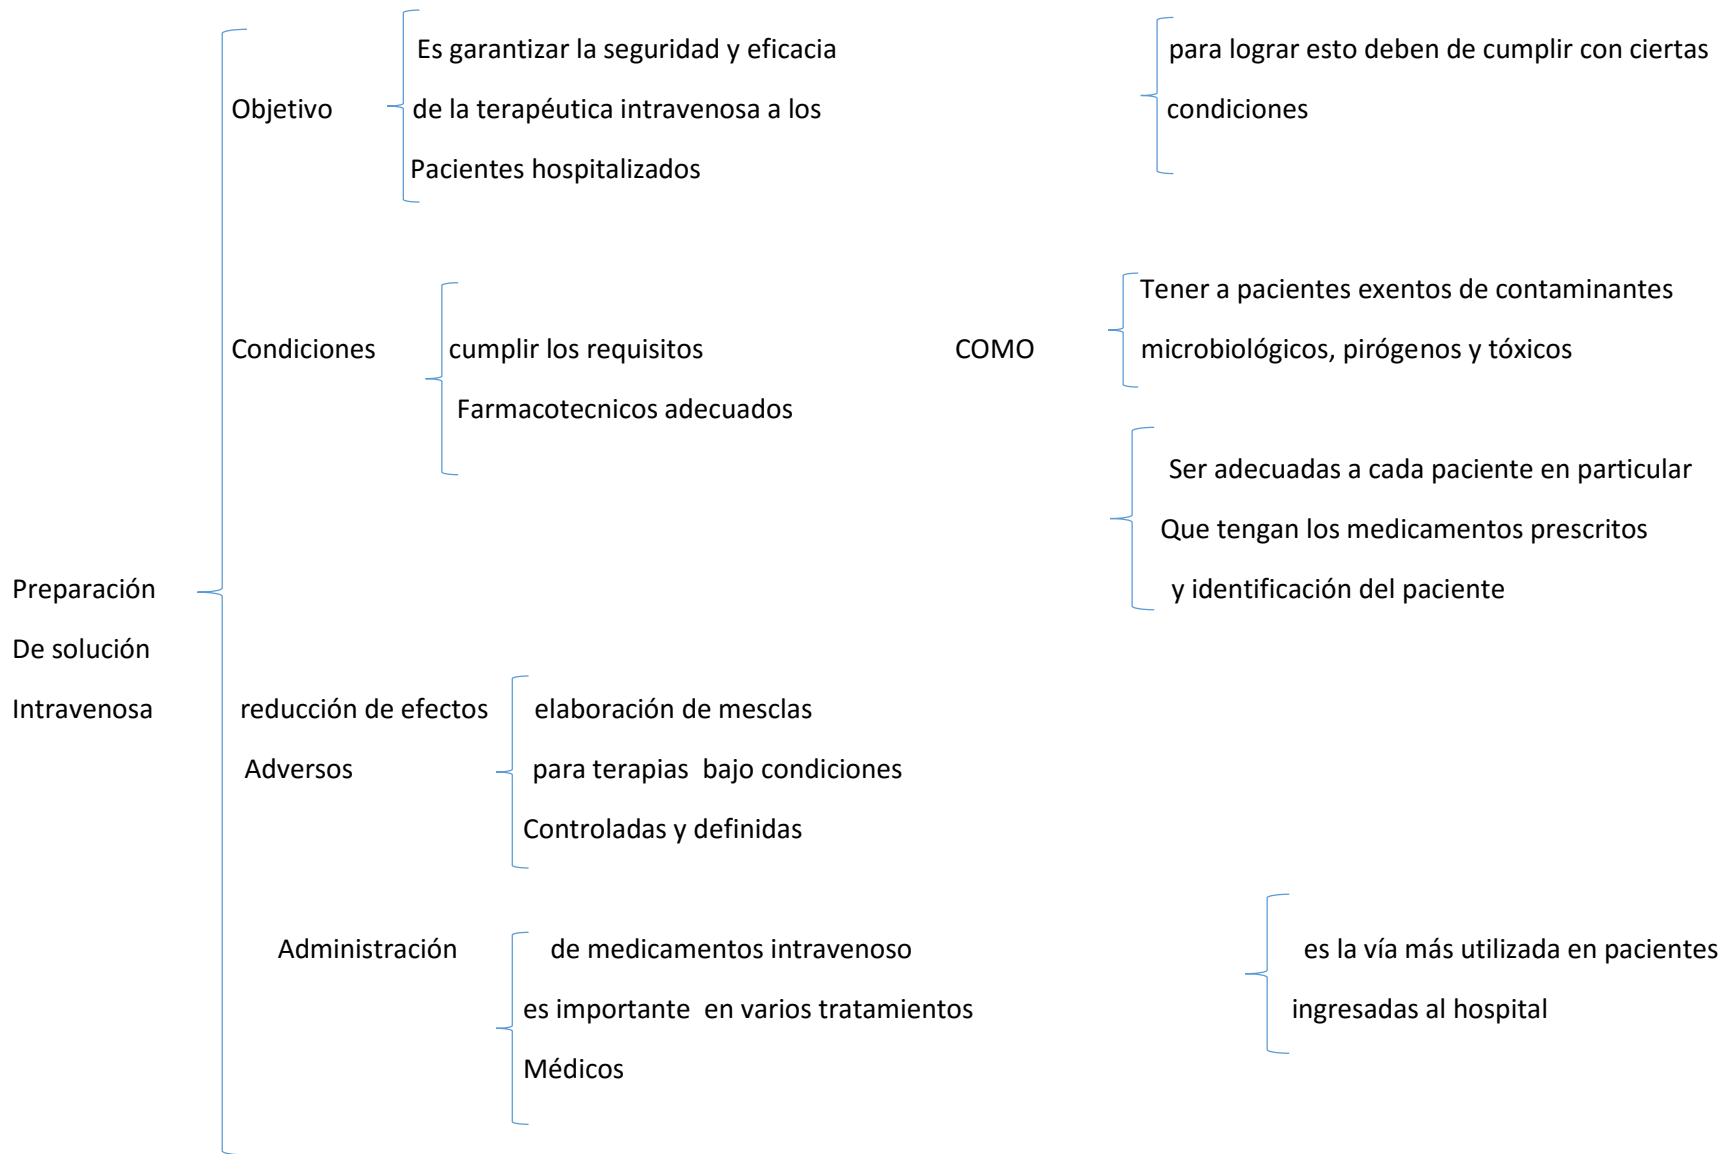 Es garantizar la seguridad y eficacia
para lograr esto deben de cumplir con ciertas
Objetivo
de la terapéutica intravenosa a los
condiciones
Pacientes hospitalizados
Tener a pacientes exentos de contaminantes
Condiciones
cumplir los requisitos
COMO
microbiológicos, pirógenos y tóxicos
Farmacotecnicos adecuados
Ser adecuadas a cada paciente en particular
Que tengan los medicamentos prescritos
Preparación
y identificación del paciente
De solución
Intravenosa
reducción de efectos
elaboración de mesclas
Adversos
para terapias bajo condiciones
Controladas y definidas
Administración
de medicamentos intravenoso
es la vía más utilizada en pacientes
es importante en varios tratamientos
ingresadas al hospital
Médicos